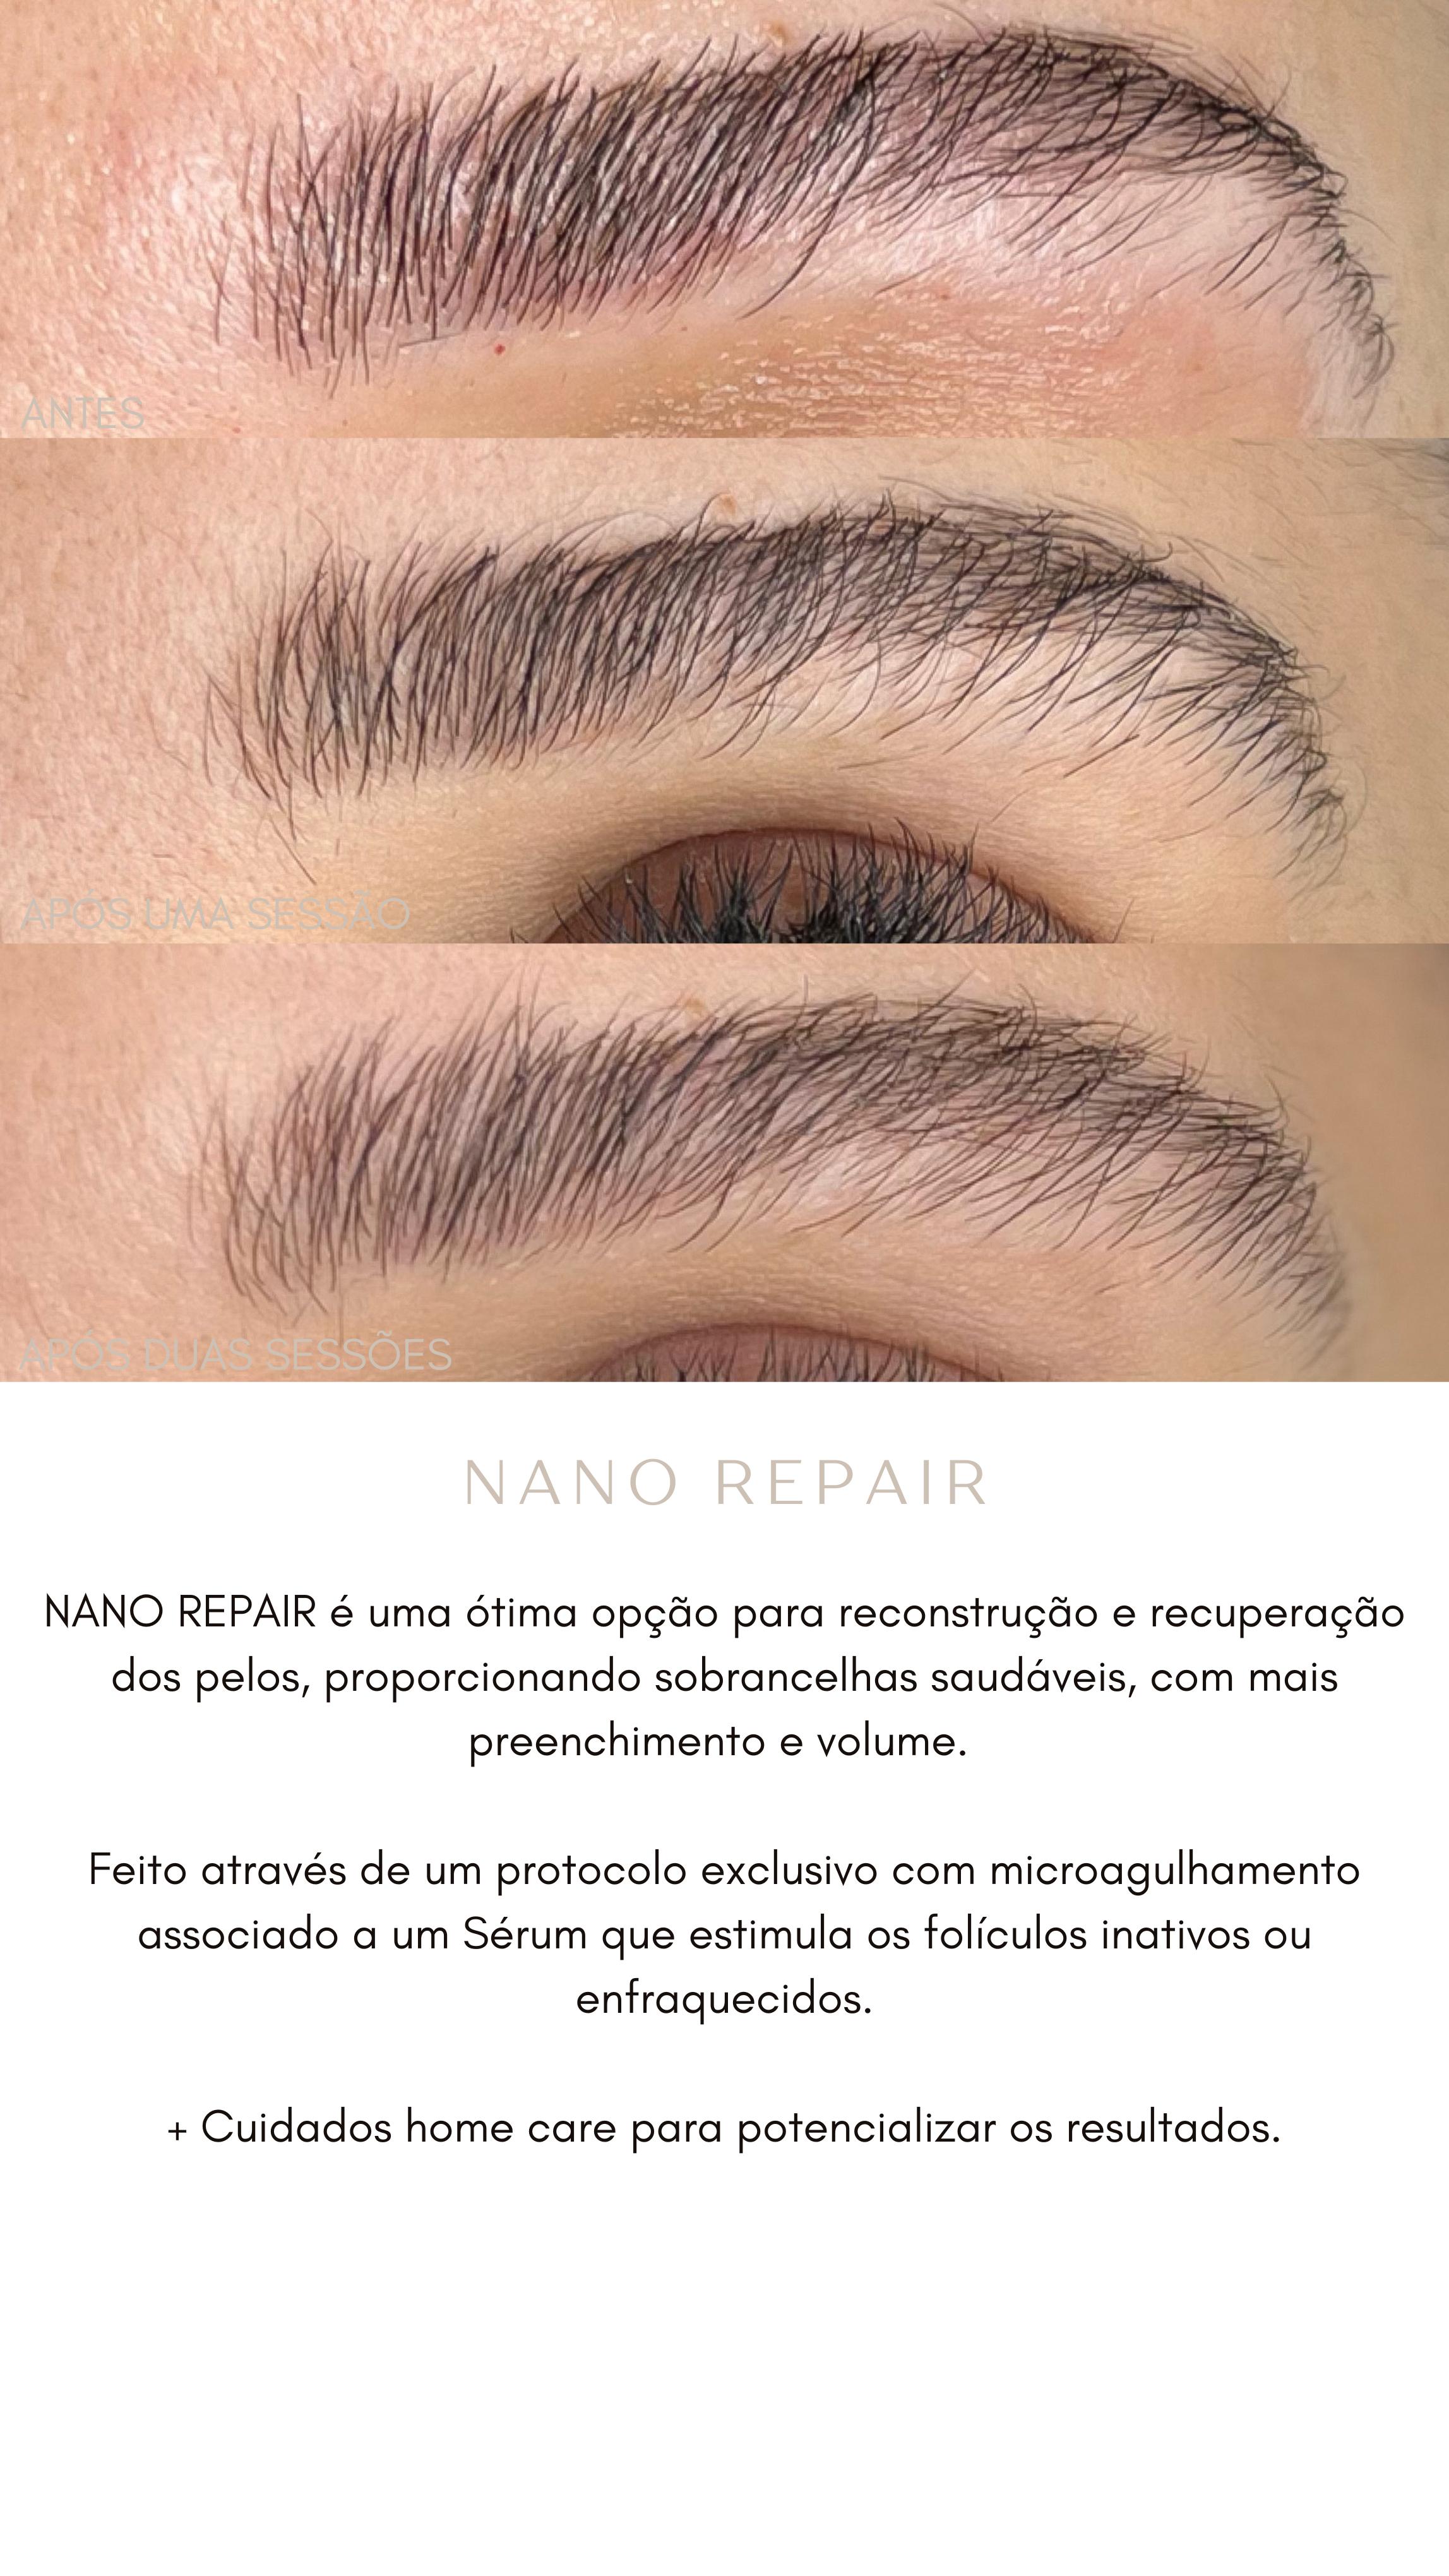 ANTES
APÓS UMA SESSÃO
APÓS DUAS SESSÕES
NANO REPAIR
NANO REPAIR é uma ótima opção para reconstrução e recuperação
dos pelos, proporcionando sobrancelhas saudáveis, com mais
preenchimento e volume.
Feito através de um protocolo exclusivo com microagulhamento
associado a um Sérum que estimula os folículos inativos ou
enfraquecidos.
+ Cuidados home care para potencializar os resultados.